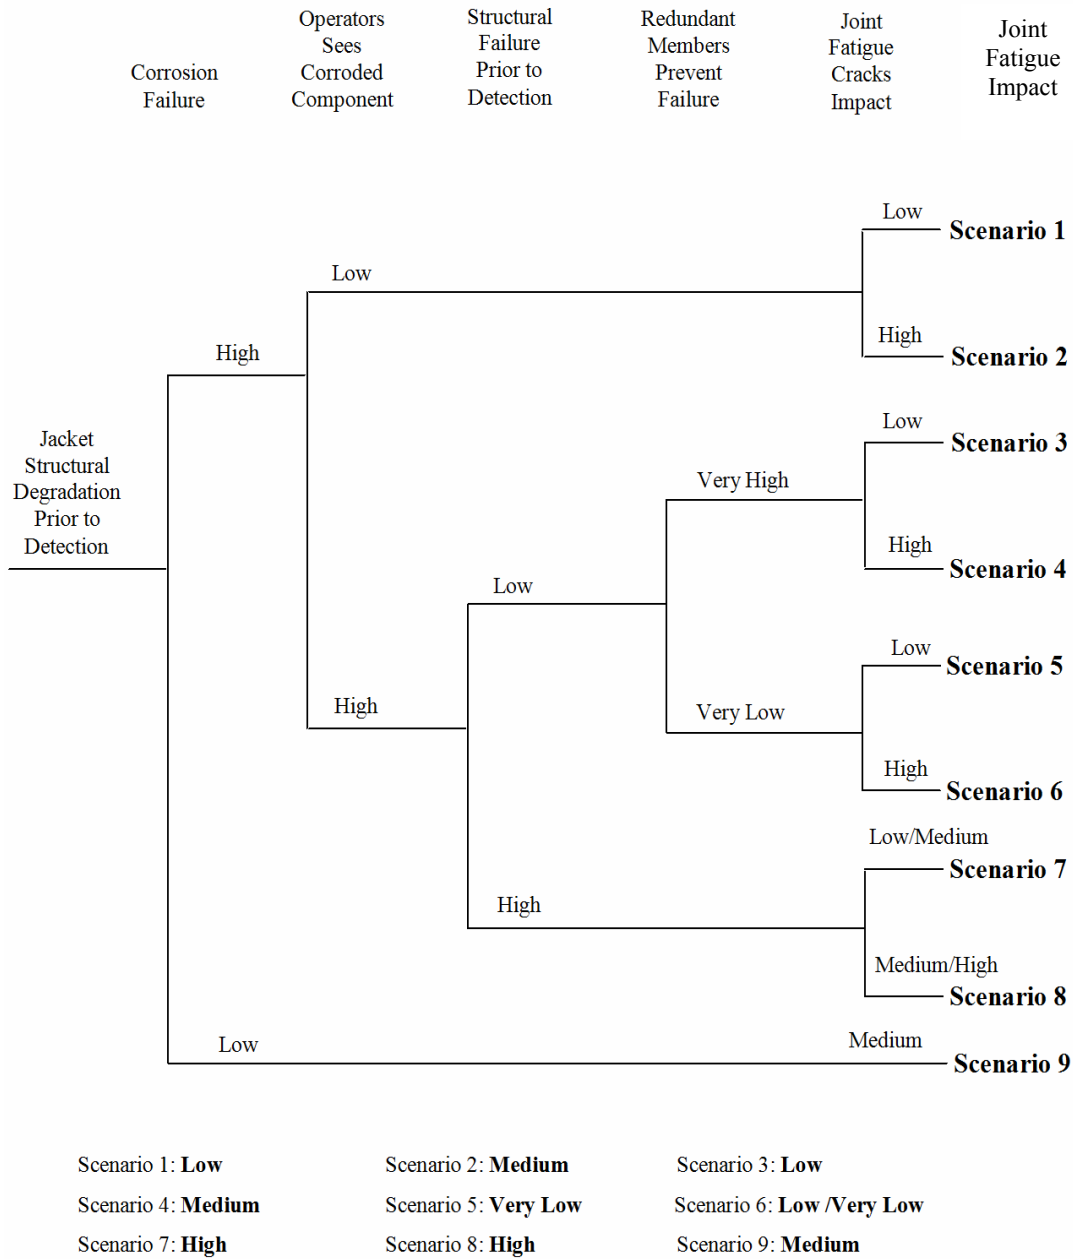 Corrosion
Failure
Operators
Sees
Corroded
Component
Structural
Failure
Prior to
Detection
Redundant
Members
Prevent
Failure
Joint
Fatigue
Cracks
Impact
Joint
Fatigue
Impact
Low
Scenario 1
Low
High
Scenario 2
High
Low
Scenario 3
Jacket
Structural
Degradation
Prior to
Detection
Very High
High
Scenario 4
Low
Low
Scenario 5
High
Very Low
High
Scenario 6
Low/Medium
Scenario 7
High
Medium/High
Scenario 8
Low
Medium
Scenario 9
Scenario 1: Low
Scenario 2: Medium
Scenario 3: Low
Scenario 4: Medium
Scenario 5: Very Low
Scenario 6: Low /Very Low
Scenario 7: High
Scenario 8: High
Scenario 9: Medium